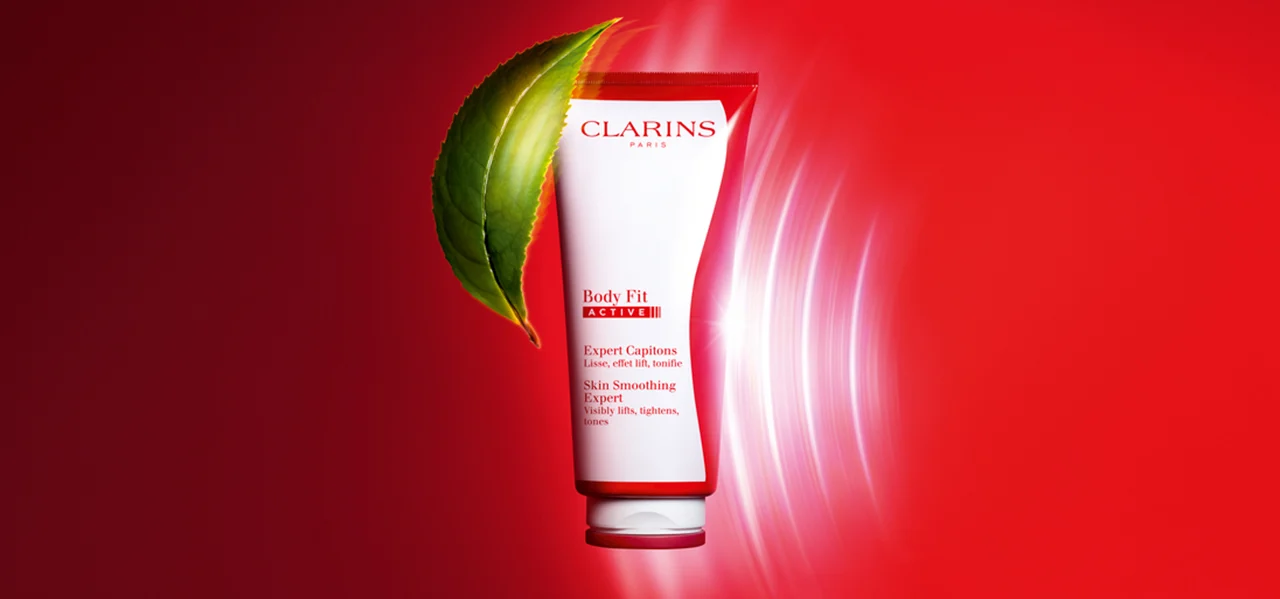 CLARINS
PARIS
Body Fit
ACTIVE
Expert Capitons
Lisse, effet lift, tonifie
Skin Smoothing
Expert
Visibly lifts, tightens,
tones